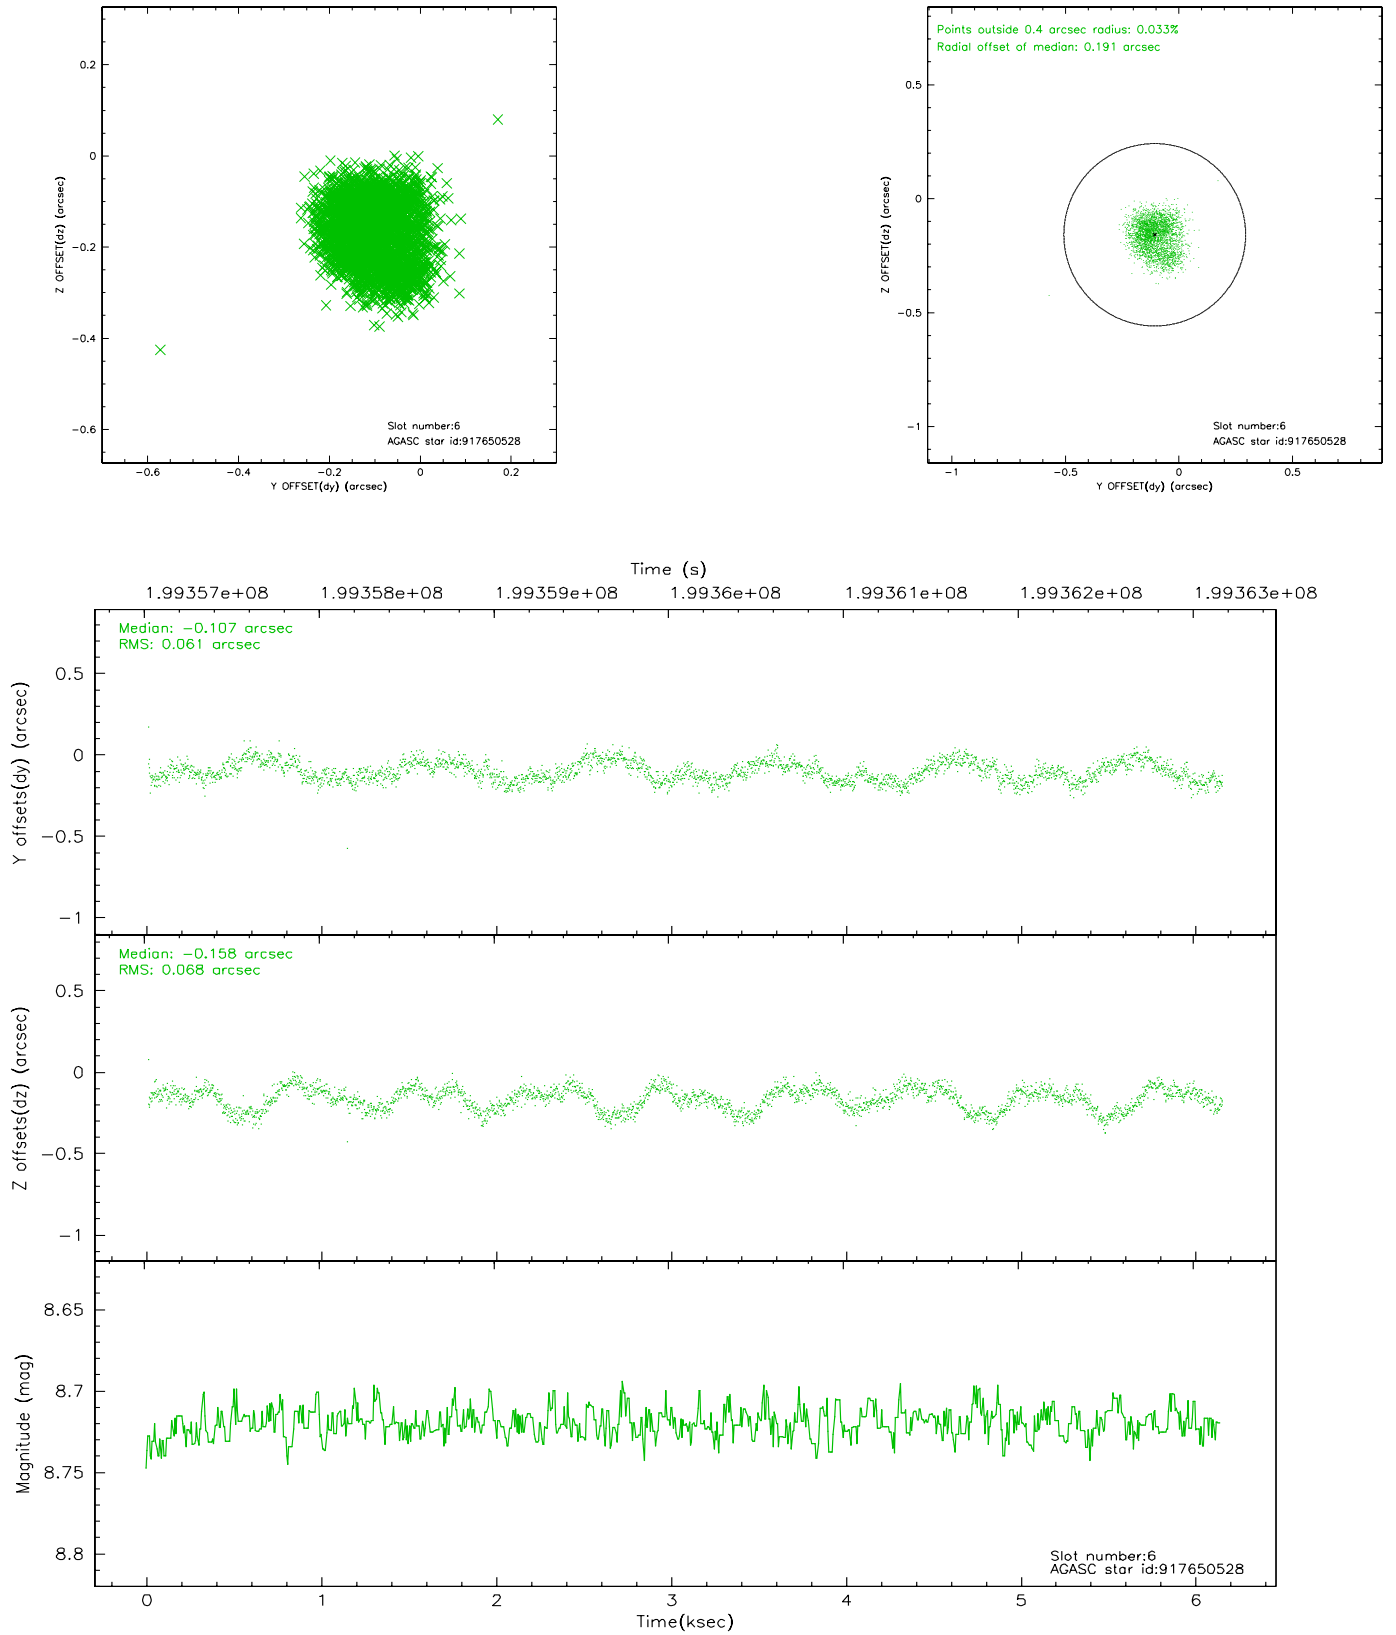 0.2
0
−0.2
−0.4
−0.6
Z OFFSET(dz) (arcsec)
Slot number:6
AGASC star id:917650528
−0.6
−0.4
−0.2
0
0.2
Y OFFSET(dy) (arcsec)
Points outside 0.4 arcsec radius: 0.033%
Radial offset of median: 0.191 arcsec
0.5
0
−0.5
−1
Z OFFSET(dz) (arcsec)
Slot number:6
AGASC star id:917650528
−1
−0.5
0
0.5
Y OFFSET(dy) (arcsec)
Time (s)
1.99357e+08
1.99358e+08
1.99359e+08
1.9936e+08
1.99361e+08
1.99362e+08
1.99363e+08
Median: −0.107 arcsec
RMS: 0.061 arcsec
0.5
0
−0.5
−1
Y offsets(dy) (arcsec)
Median: −0.158 arcsec
RMS: 0.068 arcsec
0.5
0
−0.5
−1
Z offsets(dz) (arcsec)
8.65
8.7
8.75
8.8
Magnitude (mag)
Slot number:6
AGASC star id:917650528
0
1
2
3
4
5
6
Time(ksec)